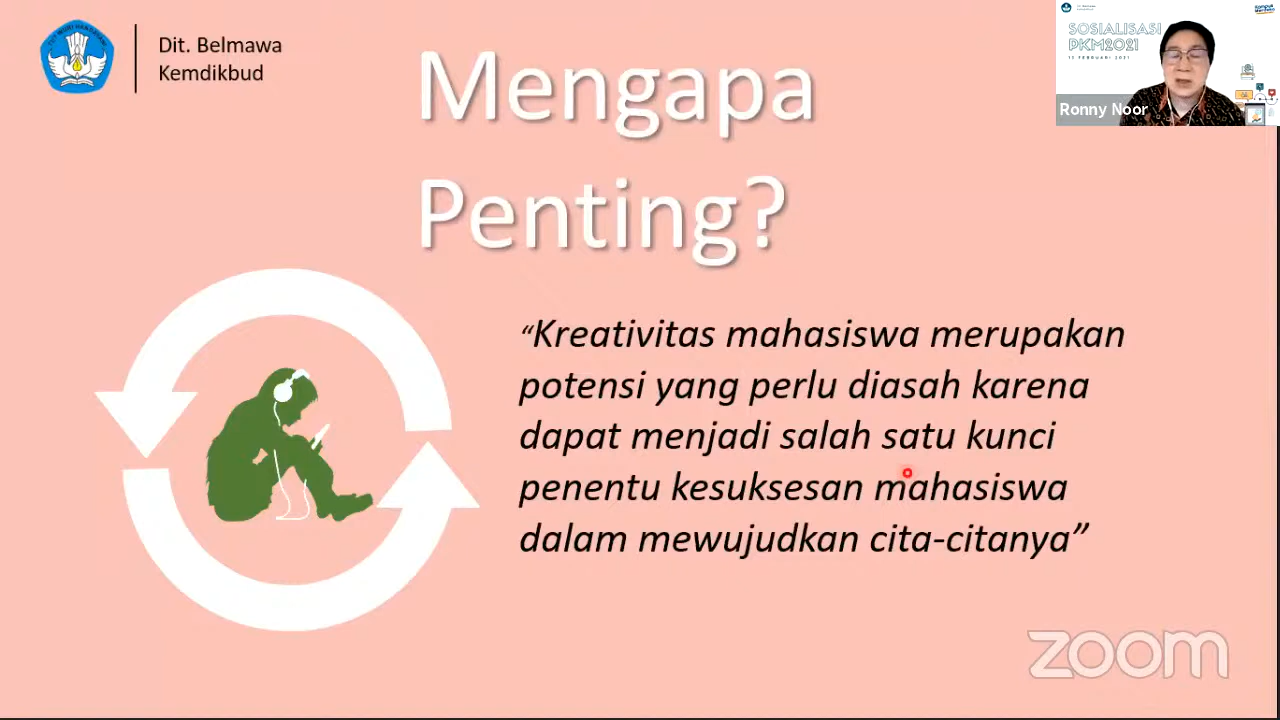 Dit. Belmawa
Kemdikbud
Mengapa
Penting?
SOSIALISASI
PKM2021
Ronny Noor
“Kreativitas mahasiswa merupakan
potensi yang perlu diasah karena
dapat menjadi salah satu kunci
penentu kesuksesan mahasiswa
dalam mewujudkan cita-citanya”
zoom